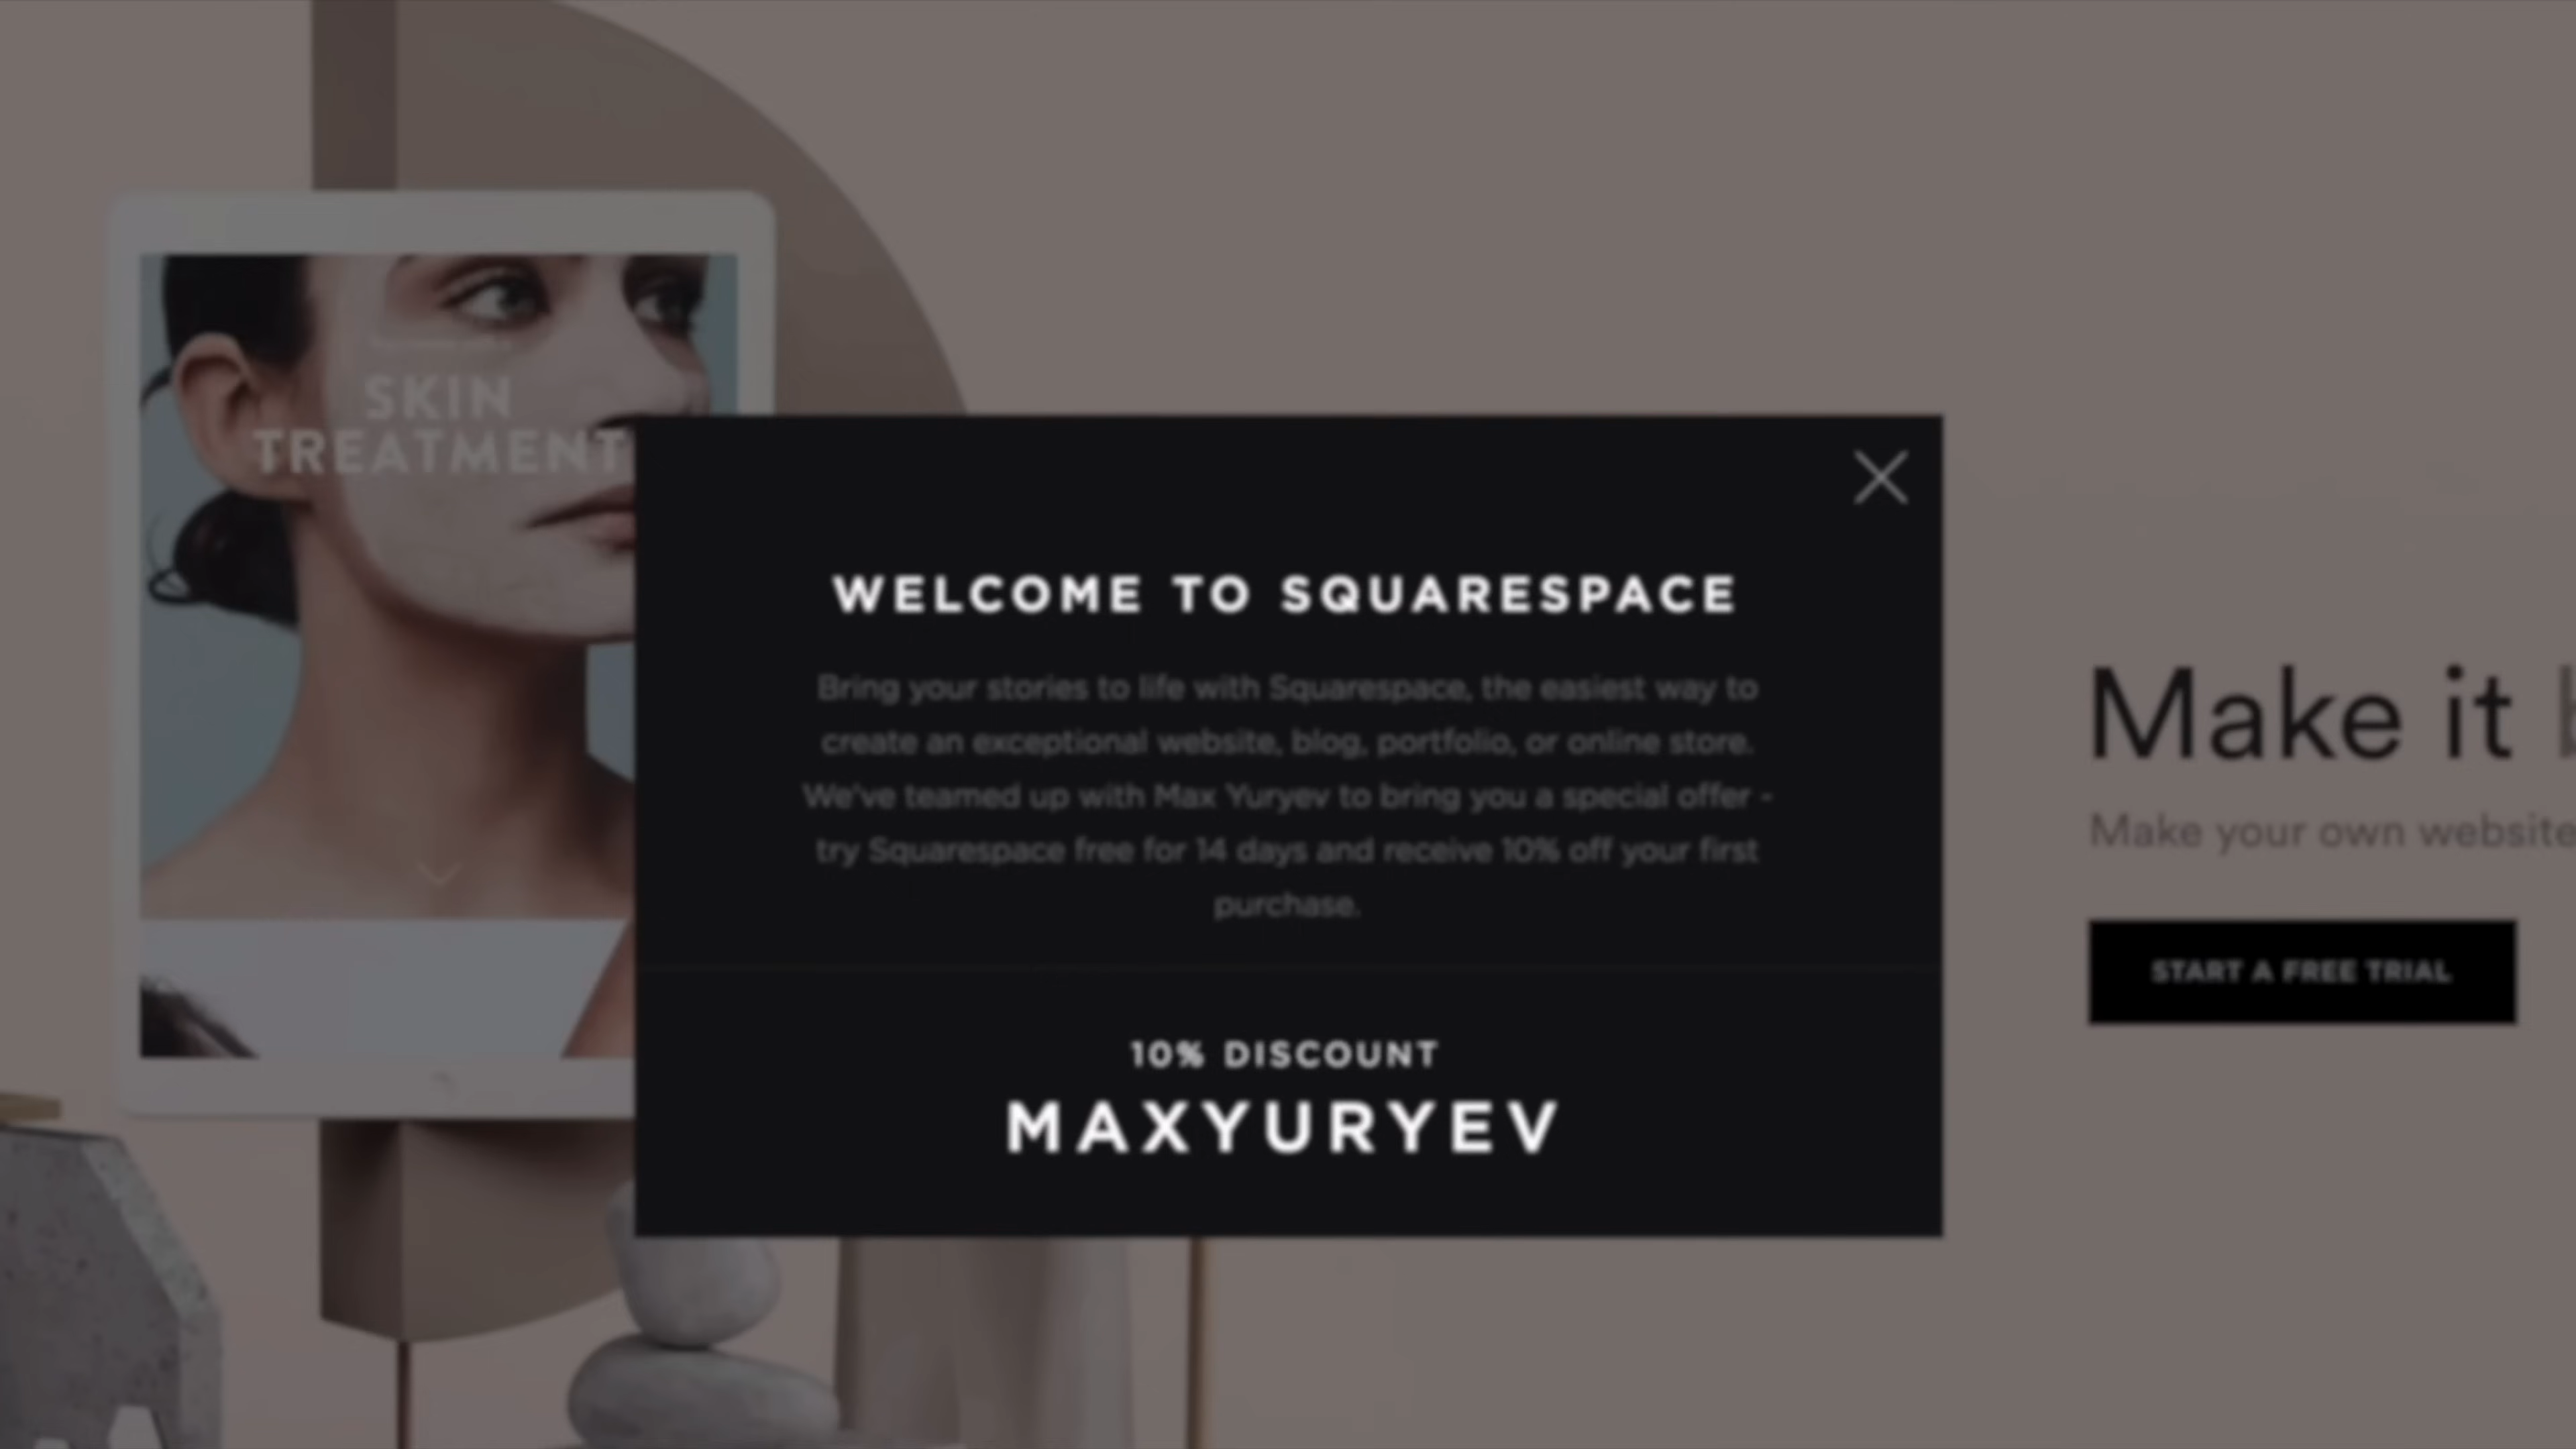 SKIN
TREATMENT
WELCOME TO SQUARESPACE
Bring your stories to life with Squarespace, the easiest way to
create an exceptional website, blog, portfolio, or online store.
We've teamed up with Max Yuryev to bring you a special offer -
try Squarespace free for 14 days and receive 10% off your first
purchase.
10% DISCOUNT
MAXYURYEV
Make it
Make your own website
START A FREE TRIAL